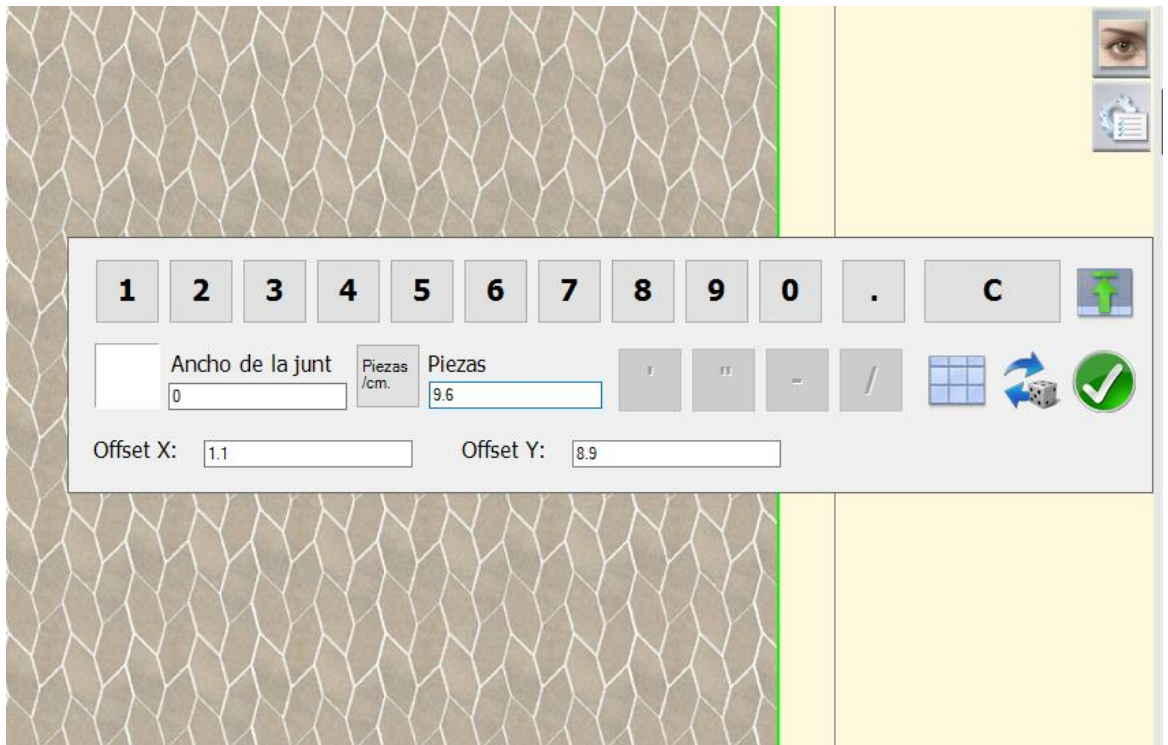 1 2 3 4 5 6 7 8 9 0 . C
Ancho de la junt
Piezas
/cm.
Piezas
0
9.6
' " - /
Offset X: 1.1 Offset Y: 8.9